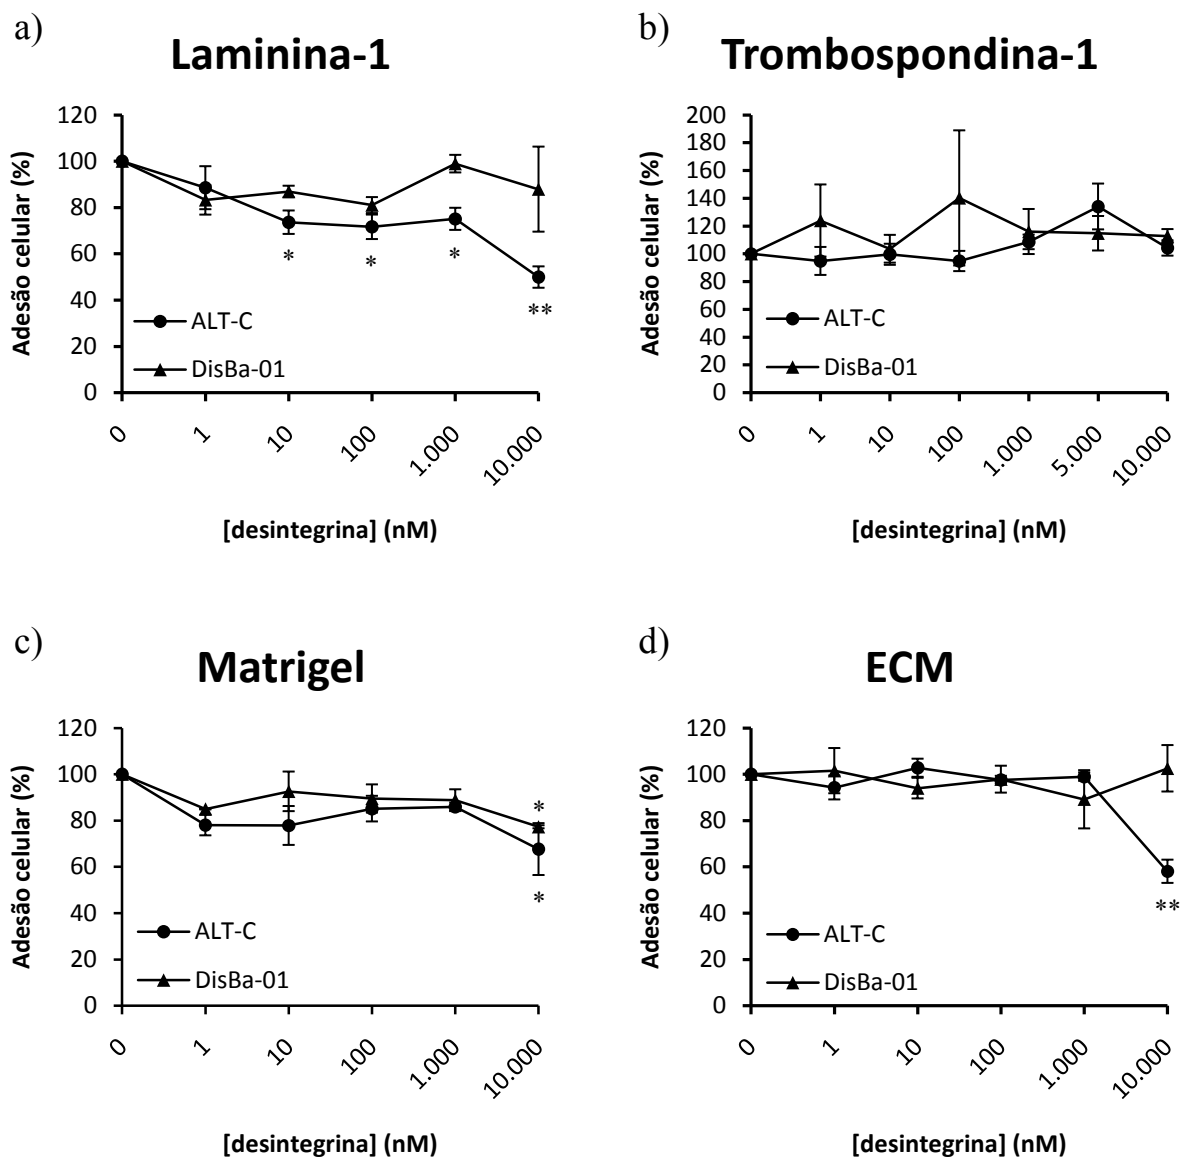 a)
Laminina-1
Adesão celular (%)
120
100
80
60
40
20
0
*
*
*
**
ALT-C
DisBa-01
0
1
10
100
1.000
10.000
[desintegrina] (nM)
b)
Trombospondina-1
Adesão celular (%)
200
180
160
140
120
100
80
60
40
20
0
ALT-C
DisBa-01
0
1
10
100
1.000
5.000
10.000
[desintegrina] (nM)
c)
Matrigel
Adesão celular (%)
120
100
80
60
40
20
0
*
*
ALT-C
DisBa-01
0
1
10
100
1.000
10.000
[desintegrina] (nM)
d)
ECM
Adesão celular (%)
120
100
80
60
40
20
0
**
ALT-C
DisBa-01
0
1
10
100
1.000
10.000
[desintegrina] (nM)